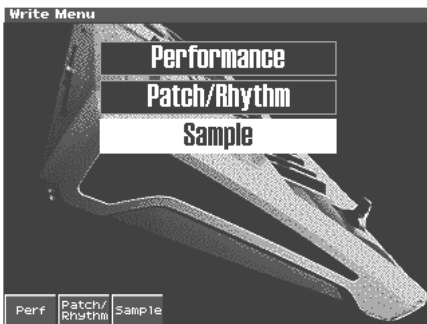 Write Menu
Performance
Patch/Rhythm
Sample
Perf
Patch/
Rhythm
Sample